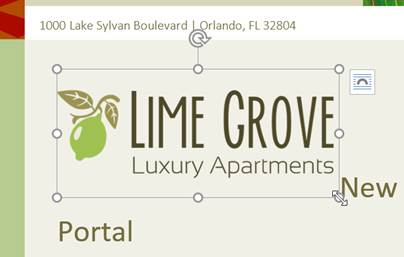 1000 Lake Sylvan Boulevard | Orlando, FL 32804
LIME GROVE
Luxury Apartments
New
Portal